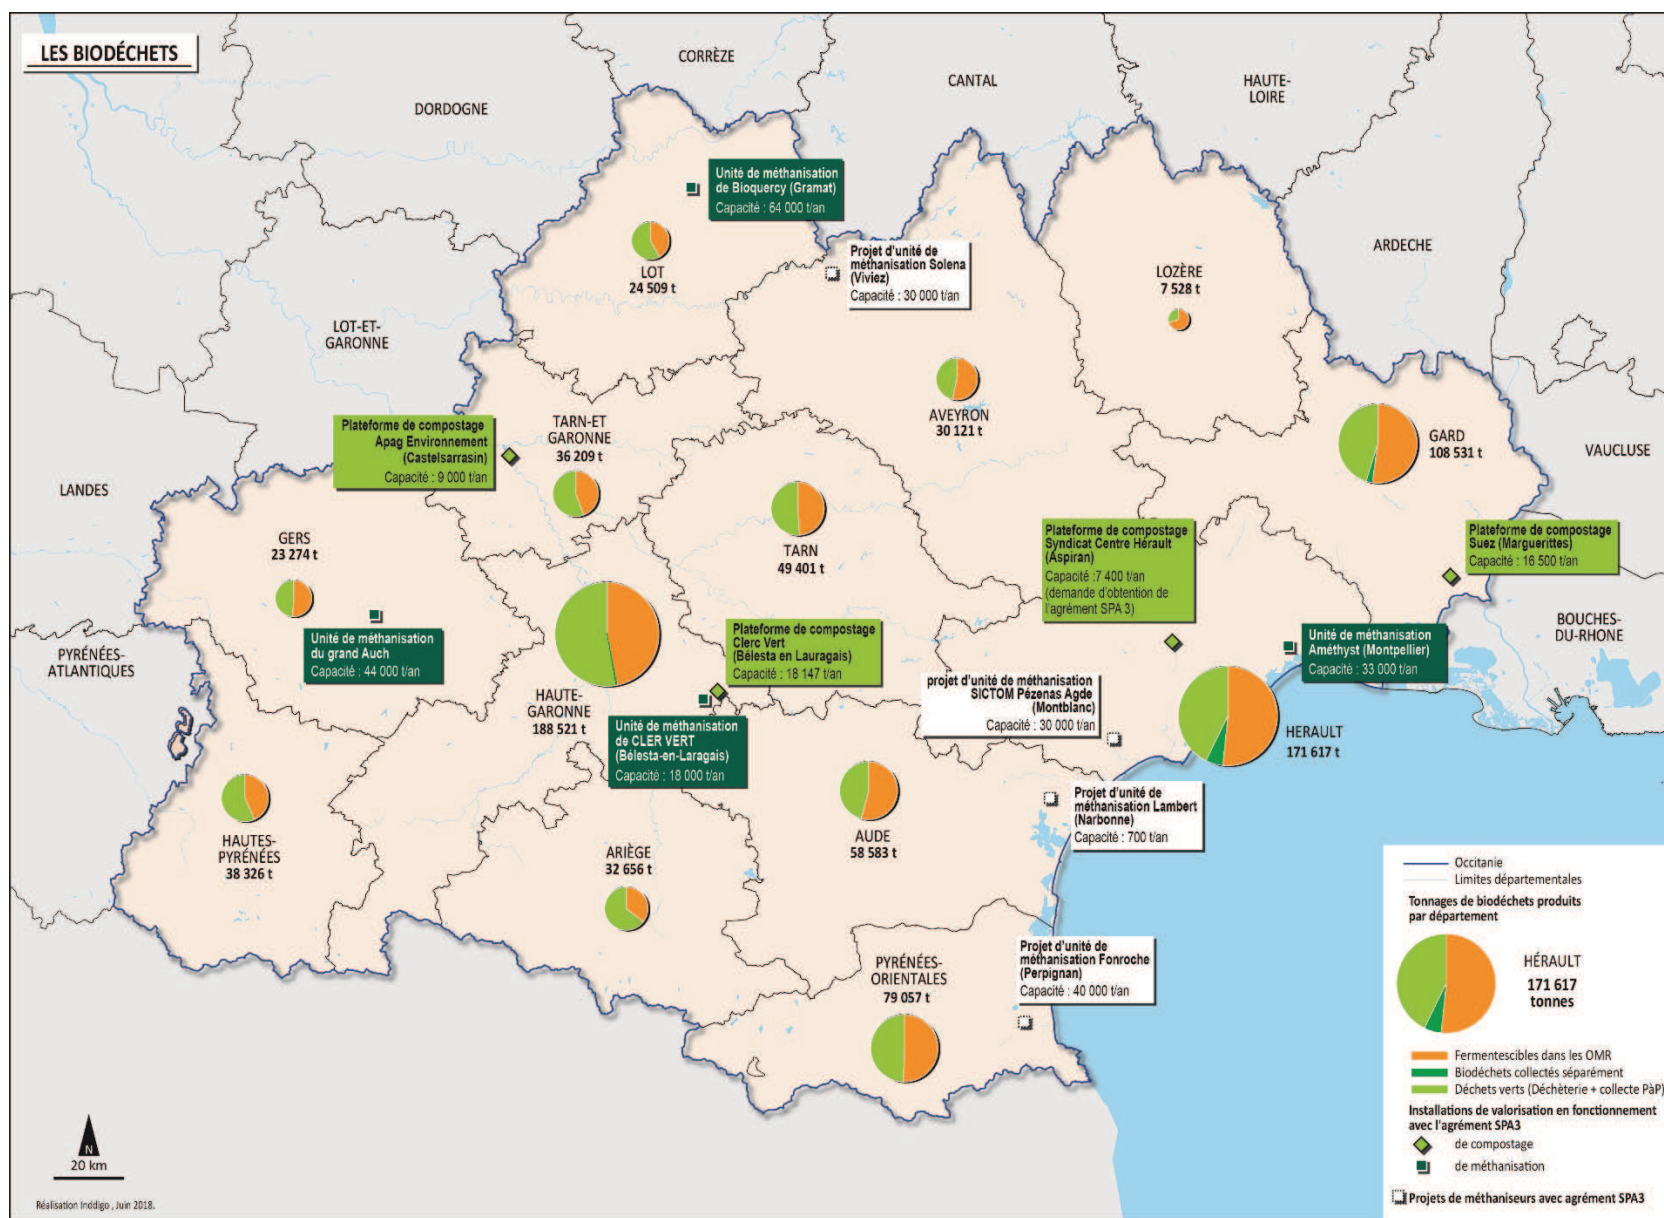 LES BIODÉCHETS
CORRÈZE
CANTAL
HAUTE-
LOIRE
DORDOGNE
Unité de méthanisation
de Bioquercy (Gramat)
Capacité : 64 000 t/an
ARDECHE
Projet d'unité de
méthanisation Solena
(Viviez)
Capacité : 30 000 t/an
LOT
24 509 t
LOZÈRE
7 528 t
LOT-ET-
GARONNE
AVEYRON
30 121 t
TARN-ET
GARONNE
36 209 t
Plateforme de compostage
Apag Environnement
(Castelsarrasin)
Capacité : 9 000 t/an
GARD
108 531 t
VAUCLUSE
LANDES
GERS
23 274 t
TARN
49 401 t
Plateforme de compostage
Syndicat Centre Hérault
(Aspiran)
Capacité :7 400 t/an
(demande d'obtention de
l'agrément SPA 3)
Plateforme de compostage
Suez (Marguerittes)
Capacité : 16 500 t/an
BOUCHES-
DU-RHONE
PYRÉNÉES-
ATLANTIQUES
Unité de méthanisation
du grand Auch
Capacité : 44 000 t/an
Plateforme de compostage
Clerc Vert
(Bélesta en Lauragais)
Capacité : 18 147 t/an
Unité de méthanisation
Améthyst (Montpellier)
Capacité : 33 000 t/an
HAUTE-
GARONNE
188 521 t
projet d'unité de méthanisation
SICTOM Pézenas Agde
(Montblanc)
Capacité : 30 000 t/an
Unité de méthanisation
de CLER VERT
(Bélesta-en-Laragais)
Capacité : 18 000 t/an
HERAULT
171 617 t
Projet d'unité de
méthanisation Lambert
(Narbonne)
Capacité : 700 t/an
HAUTES-
PYRÉNÉES
38 326 t
ARIÈGE
32 656 t
AUDE
58 583 t
PYRÉNÉES-
ORIENTALES
79 057 t
Projet d'unité de
méthanisation Fonroche
(Perpignan)
Capacité : 40 000 t/an
Occitanie
Limites départementales
Tonnages de biodéchets produits
par département
HÉRAULT
171 617
tonnes
Fermentescibles dans les OMR
Biodéchets collectés séparément
Déchets verts (Déchèterie + collecte PàP)
Installations de valorisation en fonctionnement
avec l'agrément SPA3
de compostage
de méthanisation
Projets de méthaniseurs avec agrément SPA3
N
20 km
Réalisation Inddigo , Juin 2018.